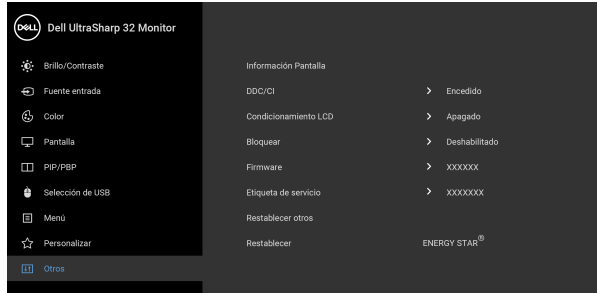 DELL Dell UltraSharp 32 Monitor
Brillo/Contraste
Fuente entrada
Color
Pantalla
PIP/PBP
Selección de USB
Menú
Personalizar
Otros
Información Pantalla
DDC/CI > Encedido
Condicionamiento LCD > Apagado
Bloquear > Deshabilitado
Firmware > XXXXXX
Etiqueta de servicio > XXXXXXX
Restablecer otros
Restablecer ENERGY STAR®